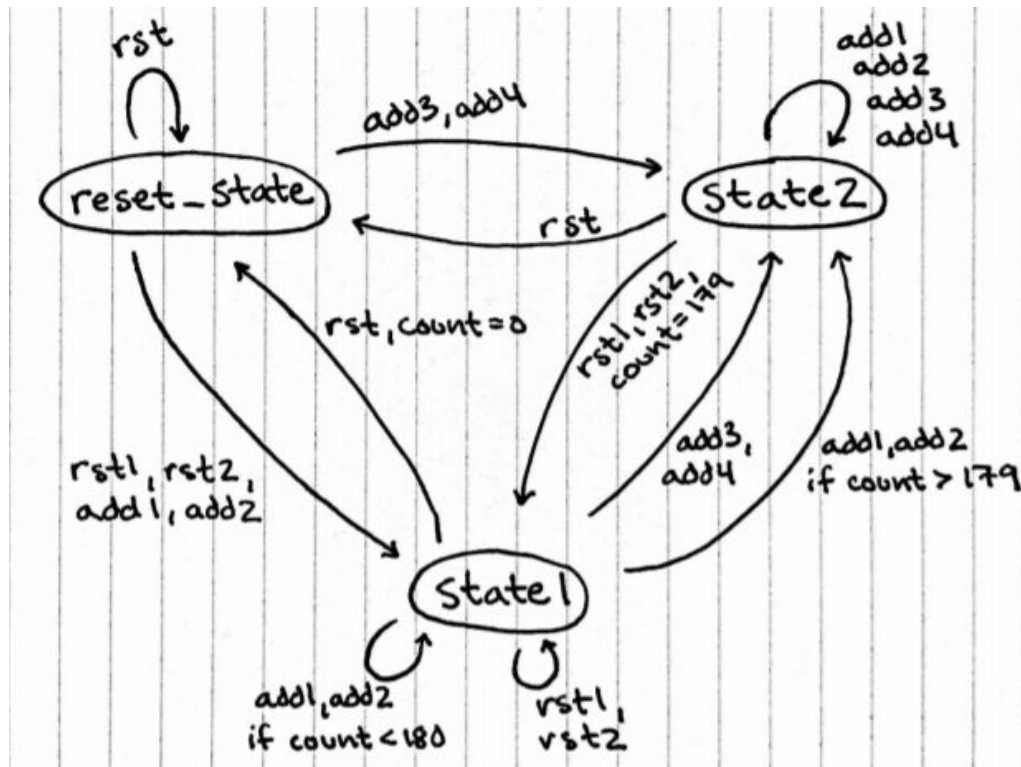 rst
add1
add2
add3
add4
add3, add4
reset_state
state2
rst
rst1, rst2,
count=179
rst, count=0
add3,
add4
add1, add2
if count > 179
rst1, rst2,
add1, add2
state1
add1, add2
if count < 180
rst1,
rst2